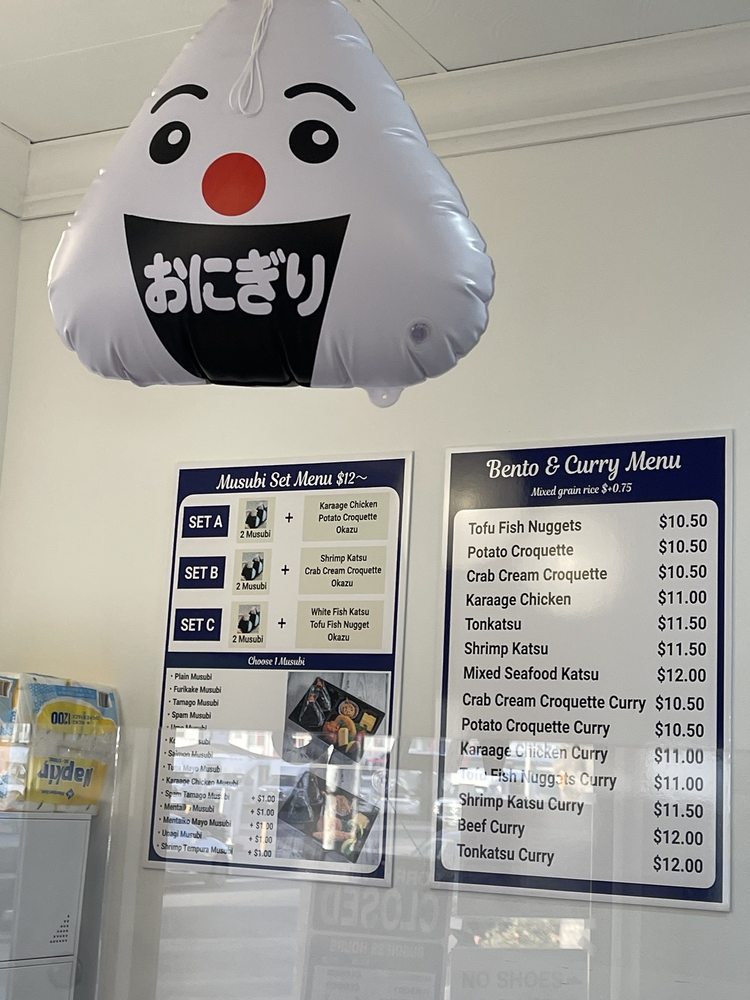 おにぎり
Musubi Set Menu $12~
SET A
2 Musubi
+
Karaage Chicken
Potato Croquette
Okazu
SET B
2 Musubi
+
Shrimp Katsu
Crab Cream Croquette
Okazu
SET C
2 Musubi
+
White Fish Katsu
Tofu Fish Nugget
Okazu
Choose 1 Musubi
• Plain Musubi
• Furikake Musubi
• Tamago Musubi
• Spam Musubi
Musubi
Musubi
• Salmon Musubi
• Tuna Mayo Musubi
• Karaage Chicken Musubi
• Spam Tamago Musubi + $1.00
• Mentaiko Musubi + $1.00
• Mentaiko Mayo Musubi + $1.00
• Unagi Musubi + $1.00
• Shrimp Tempura Musubi + $1.00
Bento & Curry Menu
Mixed grain rice $+0.75
Tofu Fish Nuggets $10.50
Potato Croquette $10.50
Crab Cream Croquette $10.50
Karaage Chicken $11.00
Tonkatsu $11.50
Shrimp Katsu $11.50
Mixed Seafood Katsu $12.00
Crab Cream Croquette Curry $10.50
Potato Croquette Curry $10.50
Karaage Chicken Curry $11.00
Tofu Fish Nuggets Curry $11.00
Shrimp Katsu Curry $11.50
Beef Curry $12.00
Tonkatsu Curry $12.00
1200
Napkin
CLOSED
BUSINESS HOUR
NO SHOES